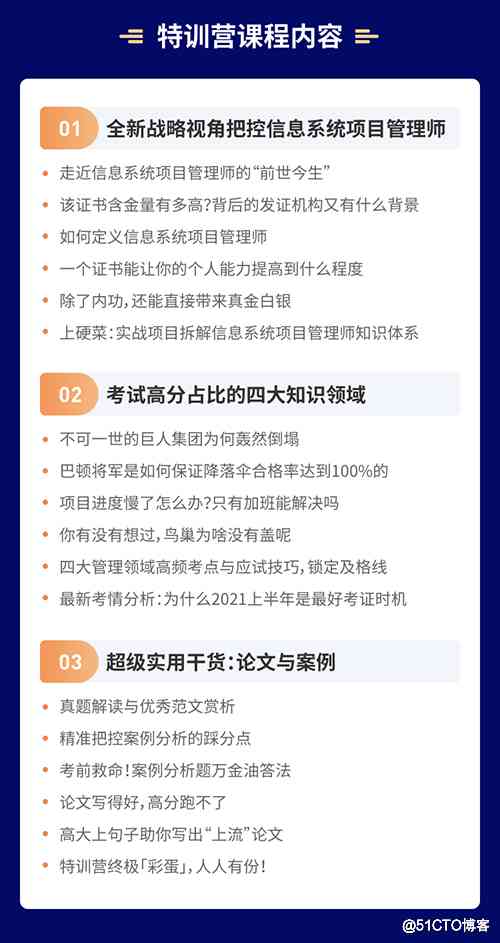 特训营课程内容
01 全新战略视角把控信息系统项目管理师
走近信息系统项目管理师的“前世今生”
该证书含金量有多高?背后的发证机构又有什么背景
如何定义信息系统项目管理师
一个证书能让你的个人能力提高到什么程度
除了内功,还能直接带来真金白银
上硬菜:实战项目拆解信息系统项目管理师知识体系
02 考试高分占比的四大知识领域
不可一世的巨人集团为何轰然倒塌
巴顿将军是如何保证降落伞合格率达到100%的
项目进度慢了怎么办?只有加班能解决吗
你有没有想过,鸟巢为啥没有盖呢
四大管理领域高频考点与应试技巧,锁定及格线
最新考情分析:为什么2021上半年是最好考证时机
03 超级实用干货:论文与案例
真题解读与优秀范文赏析
精准把控案例分析的踩分点
考前救命!案例分析题万金油答法
论文写得好,高分跑不了
高大上句子助你写出“上流”论文
特训营终极「彩蛋」,人人有份!
@51CTO博客